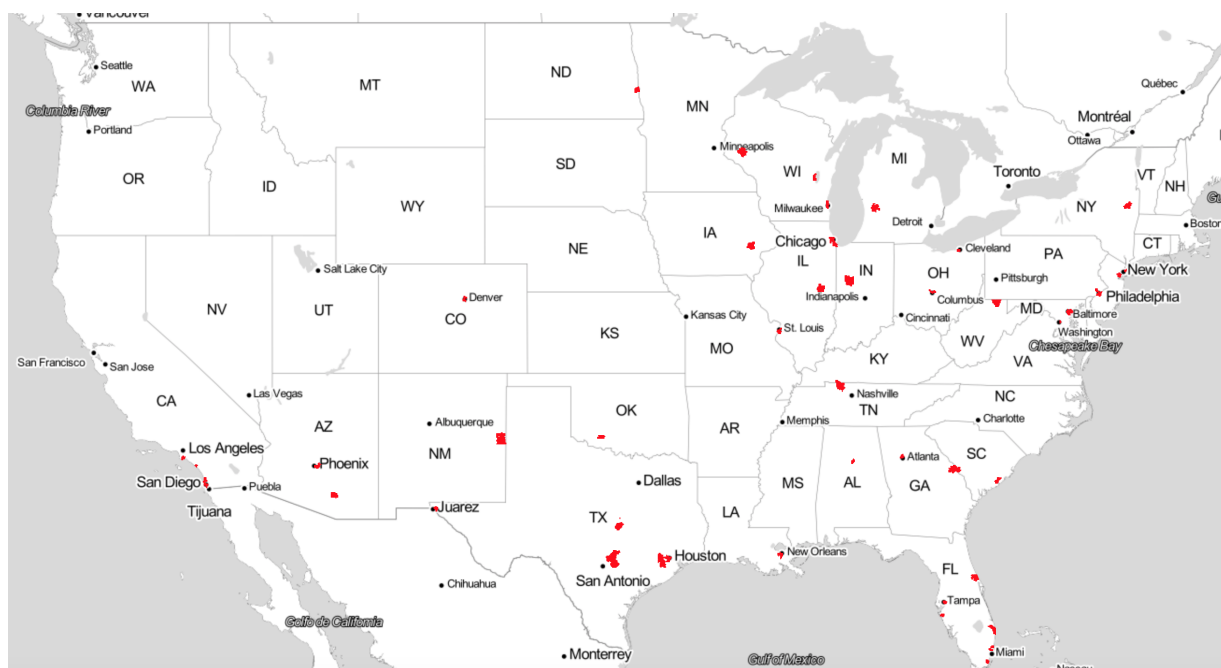 Vancouver
Seattle
WA
Columbia River
Portland
MT
ND
MN
Québec
Montréal
Ottawa
OR
ID
SD
Minneapolis
WI
MI
Toronto
VT
NH
WY
Milwaukee
Detroit
NY
Boston
IA
Chicago
Cleveland
CT
NE
IL
IN
OH
PA
Salt Lake City
Pittsburgh
New York
NV
UT
Denver
CO
Indianapolis
Columbus
MD
Philadelphia
Baltimore
Kansas City
St. Louis
Cincinnati
Washington
KS
MO
WV
Chesapeake Bay
San Francisco
San Jose
KY
VA
CA
Las Vegas
Nashville
NC
AZ
Albuquerque
OK
AR
Memphis
TN
Charlotte
Los Angeles
NM
Phoenix
Atlanta
SC
San Diego
Puebla
Dallas
MS
AL
GA
Tijuana
Juarez
TX
LA
Houston
New Orleans
San Antonio
FL
Chihuahua
Tampa
Golfo de California
Monterrey
Gulf of Mexico
Miami